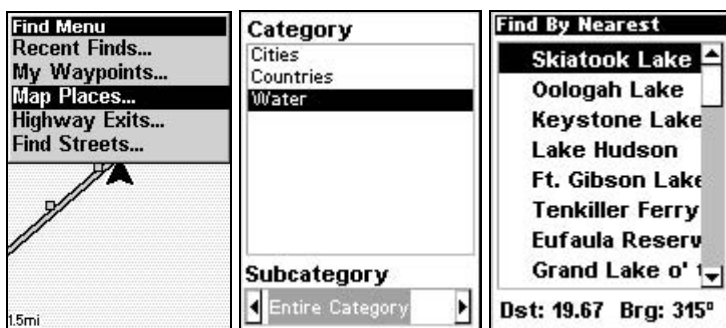 Find Menu
Recent Finds...
My Waypoints...
Map Places...
Highway Exits...
Find Streets...
1.5mi
Category
Cities
Countries
Water
Subcategory
Entire Category
Find By Nearest
Skiatook Lake
Oologah Lake
Keystone Lake
Lake Hudson
Ft. Gibson Lake
Tenkiller Ferry
Eufaula Reserv
Grand Lake o' t
Dst: 19.67 Brg: 315º